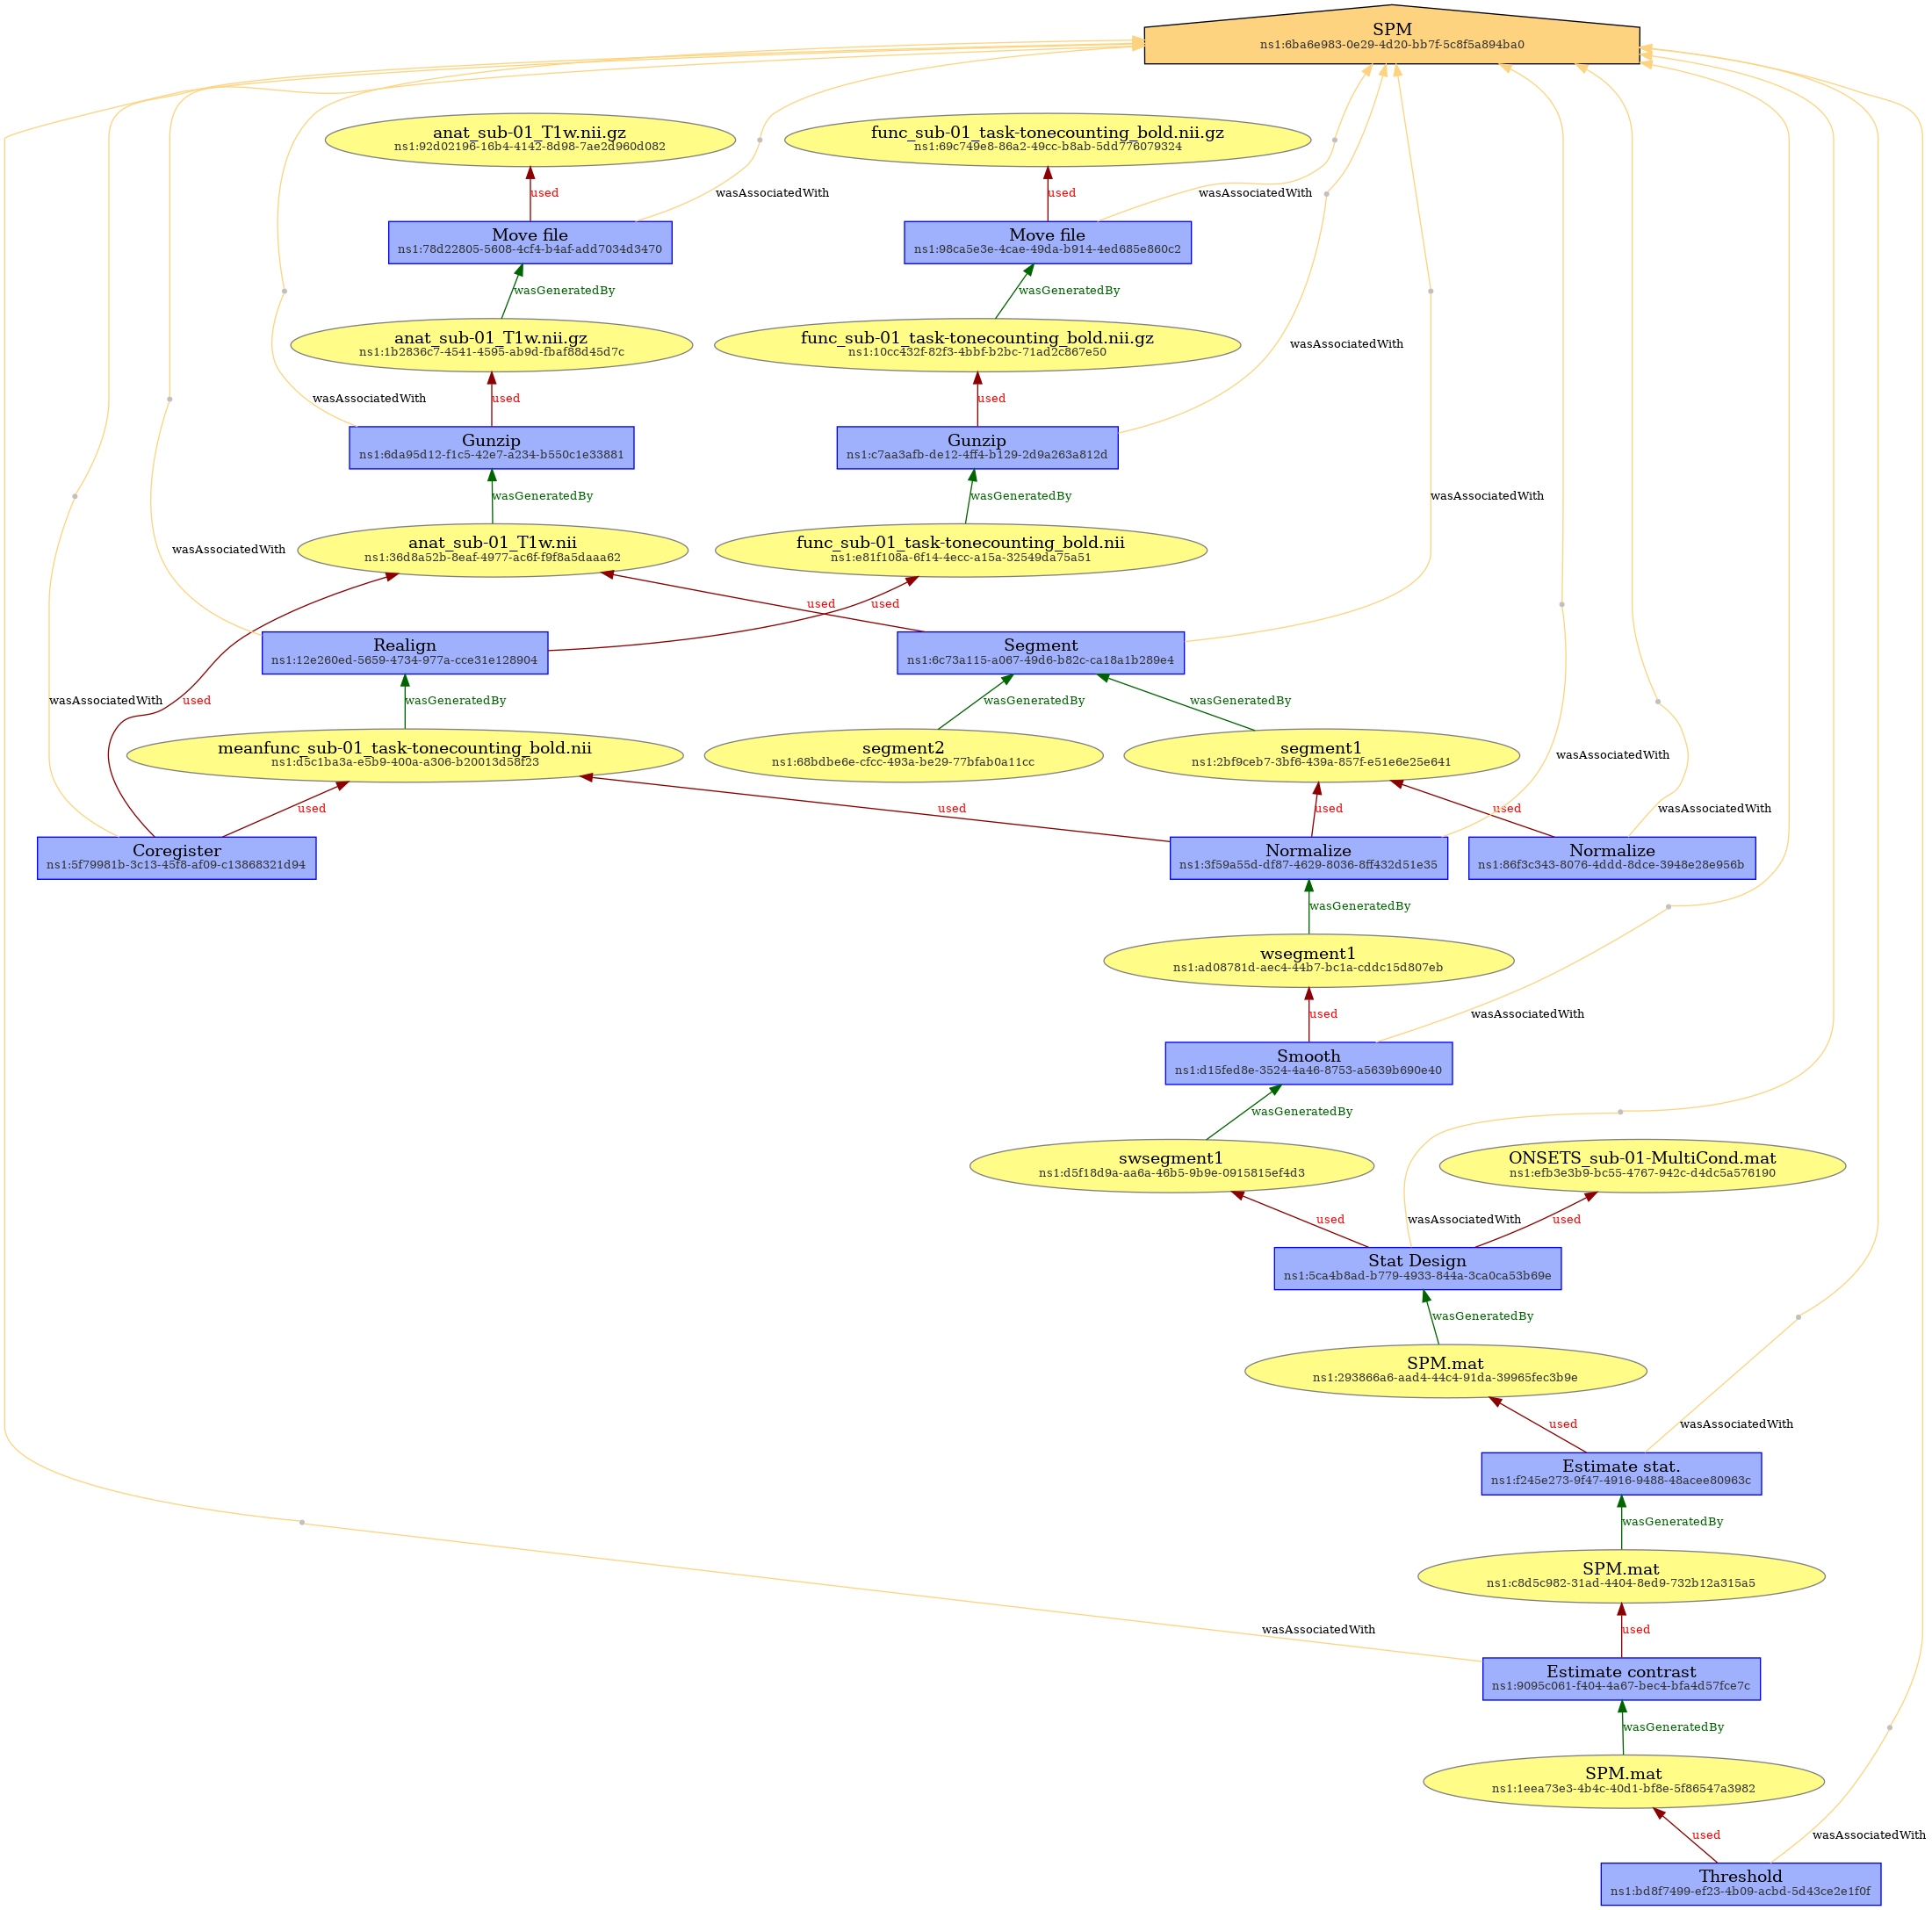 SPM
ns1:6ba6e983-0e29-4d20-bb7f-5c8f5a894ba0
anat_sub-01_T1w.nii.gz
ns1:92d02196-16b4-4142-8d98-7ae2d960d082
func_sub-01_task-tonecounting_bold.nii.gz
ns1:69c749e8-86a2-49cc-b8ab-5dd776079324
used
wasAssociatedWith
used
wasAssociatedWith
Move file
ns1:78d22805-5608-4cf4-b4af-add7034d3470
Move file
ns1:98ca5e3e-4cae-49da-b914-4ed685e860c2
wasGeneratedBy
wasGeneratedBy
anat_sub-01_T1w.nii.gz
ns1:1b2836c7-4541-4595-ab9d-fbaf88d45d7c
func_sub-01_task-tonecounting_bold.nii.gz
ns1:10cc432f-82f3-4bbf-b2bc-71ad2c867e50
wasAssociatedWith
wasAssociatedWith
used
used
Gunzip
ns1:6da95d12-f1c5-42e7-a234-b550c1e33881
Gunzip
ns1:c7aa3afb-de12-4ff4-b129-2d9a263a812d
wasGeneratedBy
wasGeneratedBy
wasAssociatedWith
wasAssociatedWith
anat_sub-01_T1w.nii
ns1:36d8a52b-8eaf-4977-ac6f-f9f8a5daaa62
func_sub-01_task-tonecounting_bold.nii
ns1:e81f108a-6f14-4ecc-a15a-32549da75a51
used
used
Realign
ns1:12e260ed-5659-4734-977a-cce31e128904
Segment
ns1:6c73a115-a067-49d6-b82c-ca18a1b289e4
wasAssociatedWith
used
wasGeneratedBy
wasGeneratedBy
wasGeneratedBy
meanfunc_sub-01_task-tonecounting_bold.nii
ns1:d5c1ba3a-e5b9-400a-a306-b20013d58f23
segment2
ns1:68bdbe6e-cfcc-493a-be29-77bfab0a11cc
segment1
ns1:2bf9ceb7-3bf6-439a-857f-e51e6e25e641
wasAssociatedWith
used
used
used
used
wasAssociatedWith
Coregister
ns1:5f79981b-3c13-45f8-af09-c13868321d94
Normalize
ns1:3f59a55d-df87-4629-8036-8ff432d51e35
Normalize
ns1:86f3c343-8076-4ddd-8dce-3948e28e956b
wasGeneratedBy
wsegment1
ns1:ad08781d-aec4-44b7-bc1a-cddc15d807eb
used
wasAssociatedWith
Smooth
ns1:d15fed8e-3524-4a46-8753-a5639b690e40
wasGeneratedBy
swsegment1
ns1:d5f18d9a-aa6a-46b5-9b9e-0915815ef4d3
ONSETS_sub-01-MultiCond.mat
ns1:efb3e3b9-bc55-4767-942c-d4dc5a576190
used
wasAssociatedWith
used
Stat Design
ns1:5ca4b8ad-b779-4933-844a-3ca0ca53b69e
wasGeneratedBy
SPM.mat
ns1:293866a6-aad4-44c4-91da-39965fec3b9e
used
wasAssociatedWith
Estimate stat.
ns1:f245e273-9f47-4916-9488-48acee80963c
wasGeneratedBy
SPM.mat
ns1:c8d5c982-31ad-4404-8ed9-732b12a315a5
wasAssociatedWith
used
Estimate contrast
ns1:9095c061-f404-4a67-bec4-bfa4d57fce7c
wasGeneratedBy
SPM.mat
ns1:1eea73e3-4b4c-40d1-bf8e-5f86547a3982
used
wasAssociatedWith
Threshold
ns1:bd8f7499-ef23-4b09-acbd-5d43ce2e1f0f